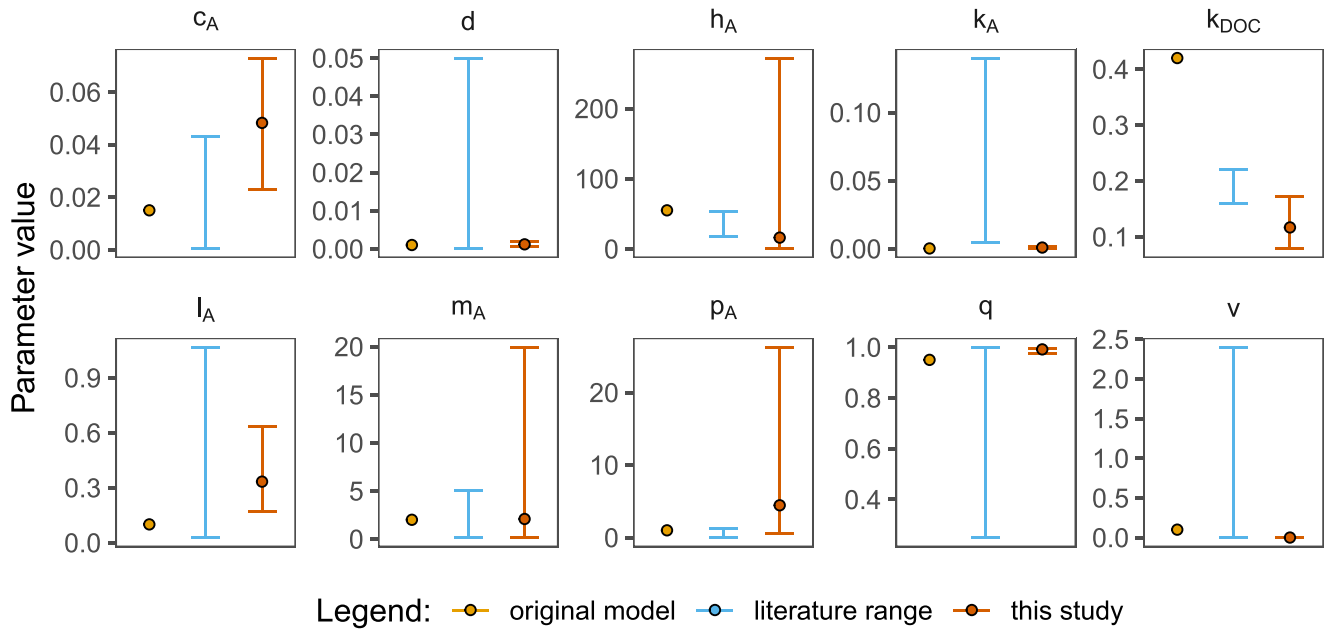 c_A d h_A k_A k_DOC
0.06 0.05 200 0.10 0.4
0.04 0.04 100 0.05 0.3
0.02 0.03 0 0.00 0.2
0.00 0.02 0.1
0.01
0.00
Parameter value
l_A m_A p_A q v
0.9 20 20 1.0 2.5
0.6 15 10 0.8 2.0
0.3 10 0 0.6 1.5
0.0 5 0.4 1.0
0 0.5
0.0
Legend: original model literature range this study